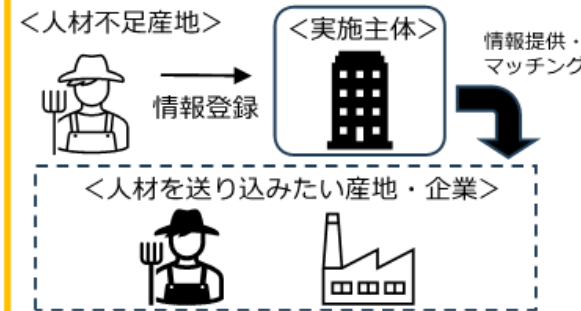 ＜人材不足産地＞
＜実施主体＞
情報提供・
マッチング
情報登録
＜人材を送り込みたい産地・企業＞